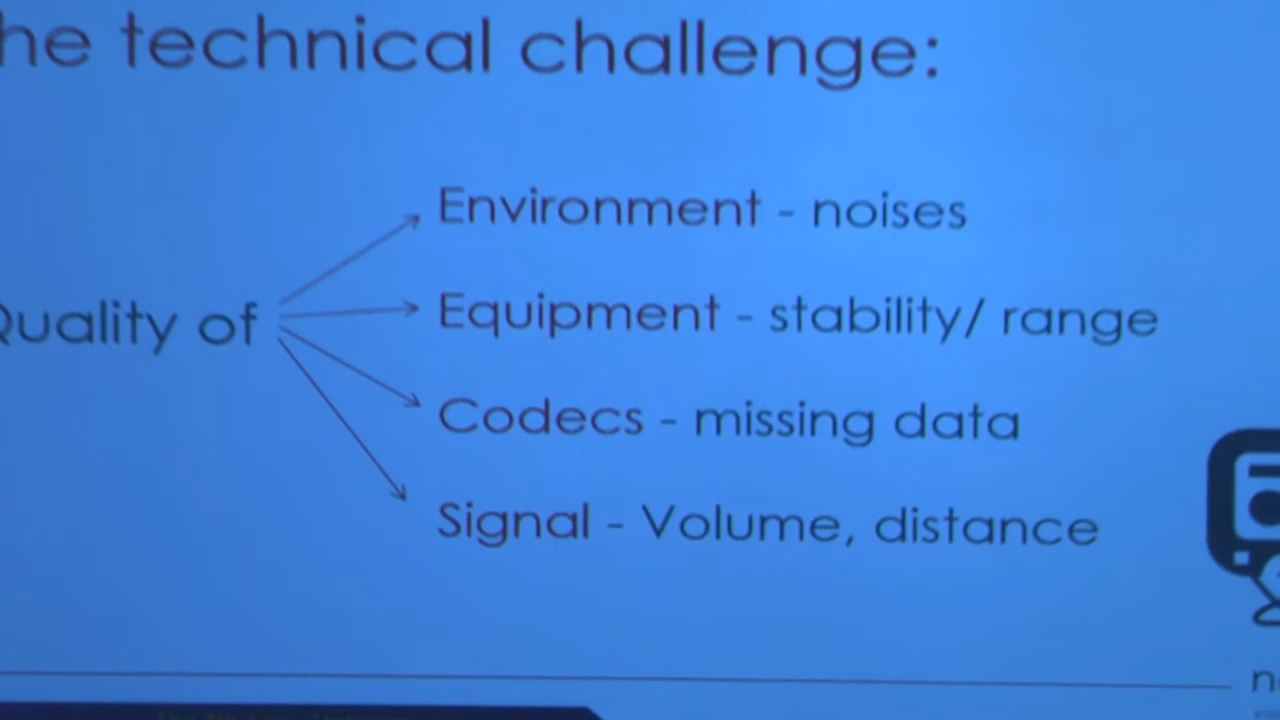 he technical challenge:
Environment - noises
Quality of
Equipment - stability/ range
Codecs - missing data
Signal - Volume, distance